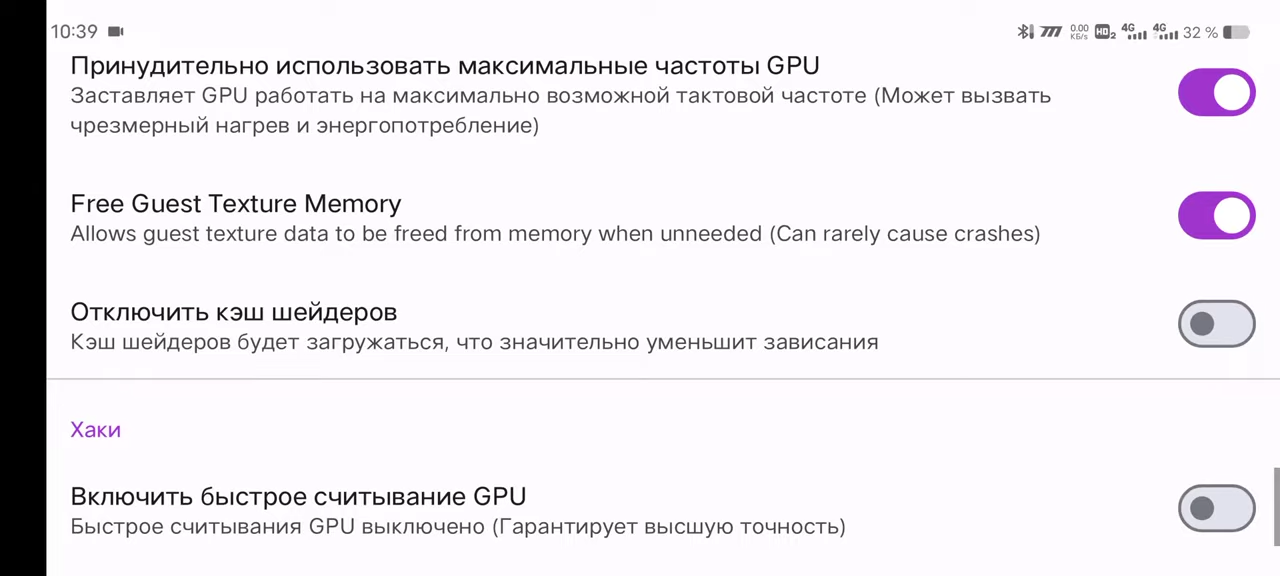 10:39 0.00 КБ/s HD2 4G 4G 32 %
Принудительно использовать максимальные частоты GPU
Заставляет GPU работать на максимально возможной тактовой частоте (Может вызвать
чрезмерный нагрев и энергопотребление)
Free Guest Texture Memory
Allows guest texture data to be freed from memory when unneeded (Can rarely cause crashes)
Отключить кэш шейдеров
Кэш шейдеров будет загружаться, что значительно уменьшит зависания
Хаки
Включить быстрое считывание GPU
Быстрое считывания GPU выключено (Гарантирует высшую точность)